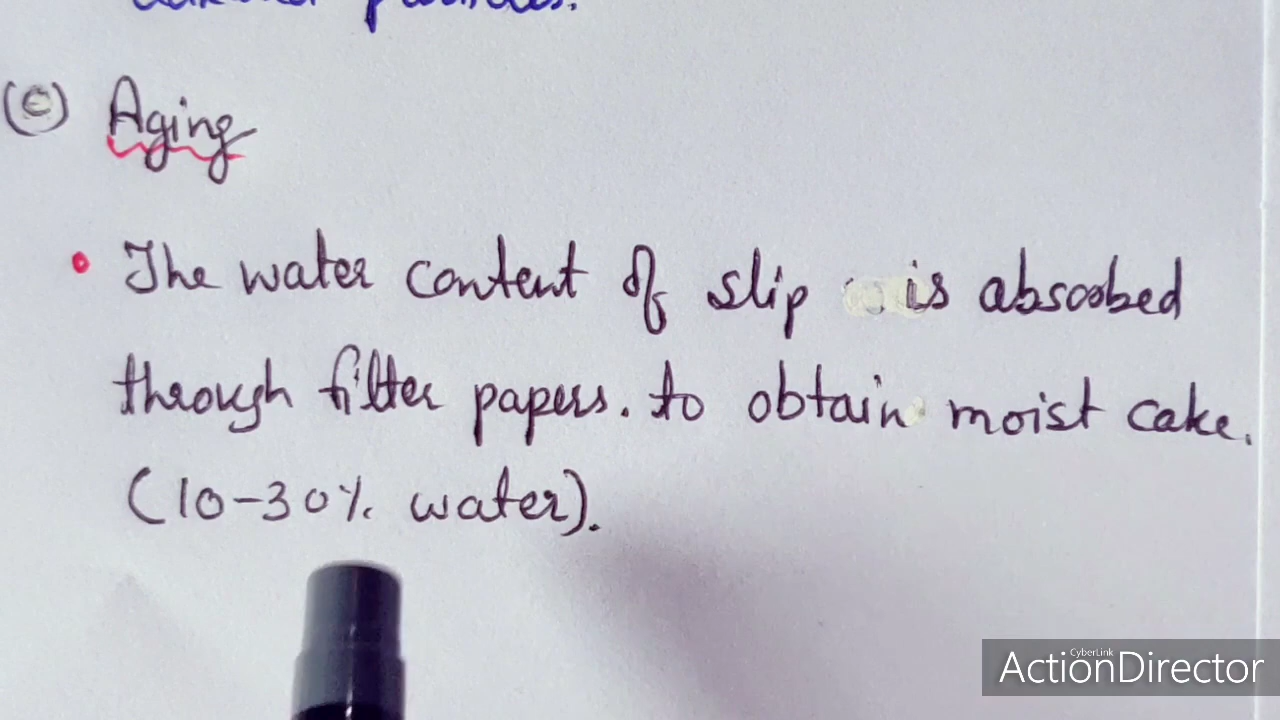 particles.
(c) Aging
• The water content of slip is absorbed
through filter papers. to obtain moist cake.
(10-30% water).
CyberLink
ActionDirector